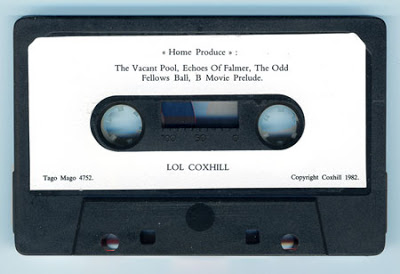 « Home Produce » :
The Vacant Pool, Echoes Of Falmer, The Odd
Fellows Ball, B Movie Prelude.
LOL COXHILL
Tago Mago 4752.
Copyright Coxhill 1982.